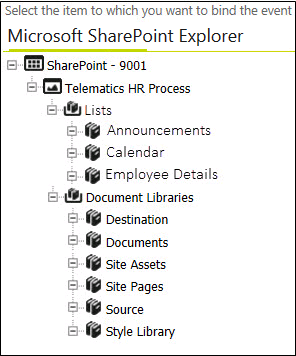 Select the item to which you want to bind the event
Microsoft SharePoint Explorer
SharePoint - 9001
Telematics HR Process
Lists
Announcements
Calendar
Employee Details
Document Libraries
Destination
Documents
Site Assets
Site Pages
Source
Style Library